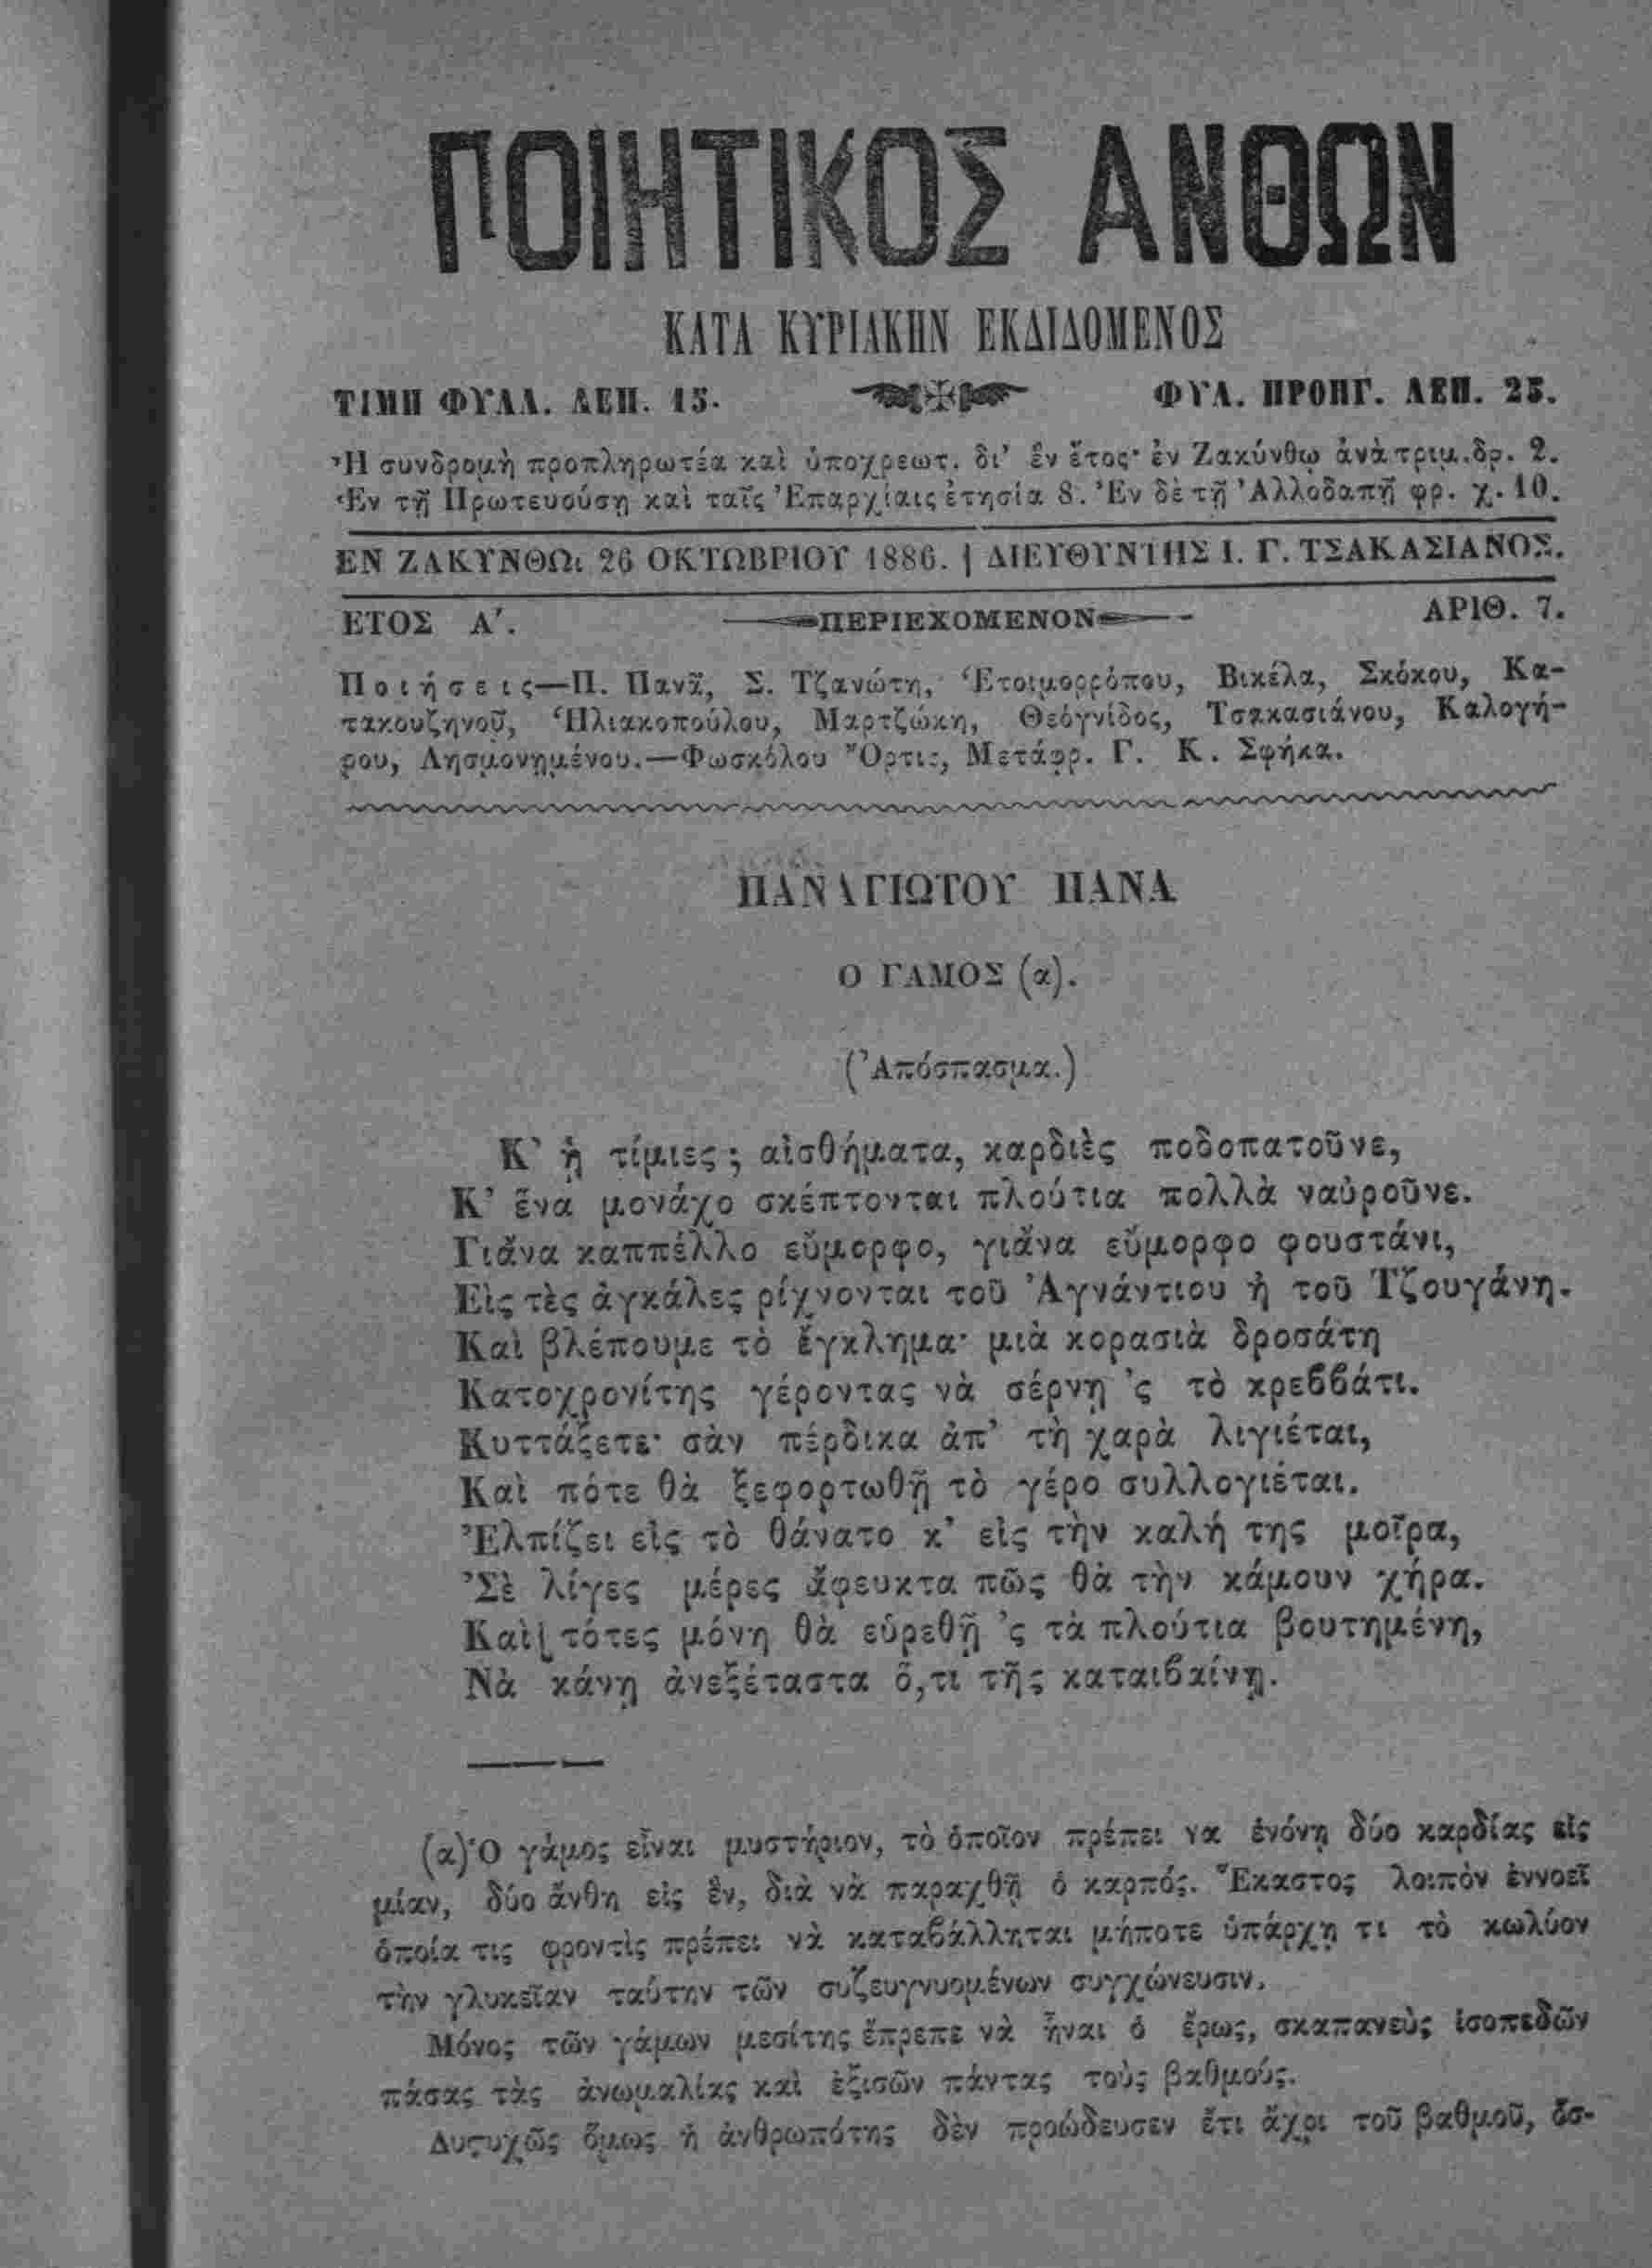 ΠΟΙΗΤΙΚΟΣ ΑΝΘΩΝ
ΚΑΤΑ ΚΥΡΙΑΚΗΝ ΕΚΔΙΔΟΜΕΝΟΣ
ΤΙΜΗ ΦΥΛΛ. ΛΕΠ. 15. ΦΥΛ. ΠΡΟΗΓ. ΛΕΠ. 25.
Ἡ συνδρομὴ προπληρωτέα καὶ ὑποχρεωτ. δι’ ἓν ἔτος· ἐν Ζακύνθῳ ἀνὰ τριμ. δρ. 2.
Ἐν τῇ Πρωτευούσῃ καὶ ταῖς Ἐπαρχίαις ἐτησία 8. Ἐν δὲ τῇ Ἀλλοδαπῇ φρ. χ. 10.
ΕΝ ΖΑΚΥΝΘΩι 26 ΟΚΤΩΒΡΙΟΥ 1886. | ΔΙΕΥΘΥΝΤΗΣ Ι. Γ. ΤΣΑΚΑΣΙΑΝΟΣ.
ΕΤΟΣ Α’. ΠΕΡΙΕΧΟΜΕΝΟΝ ΑΡΙΘ. 7.
Ποιήσεις—Π. Πανᾶ, Σ. Τζανώτη, Ἑτοιμορρόπου, Βικέλα, Σκόκου, Κα-
τακουζηνοῦ, Ἡλιακοπούλου, Μαρτζώκη, Θεόγνίδος, Τσακασιάνου, Καλογή-
ρου, Λησμονημένου.—Φωσκόλου Ὄρτις, Μετάφρ. Γ. Κ. Σφήκα.
ΠΑΝΑΓΙΩΤΟΥ ΠΑΝΑ
Ο ΓΑΜΟΣ (α).
(Ἀπόσπασμα.)
Κ’ ᾑ τίμιες; αἰσθήματα, καρδιὲς ποδοπατοῦνε,
Κ’ ἕνα μονάχο σκέπτονται πλούτια πολλὰ ναὐροῦνε.
Γιἄνα καππέλλο εὔμορφο, γιἄνα εὔμορφο φουστάνι,
Εἰς τὲς ἀγκάλες ρίχνονται τοῦ Ἀγνάντιου ἢ τοῦ Τζουγάνη.
Καὶ βλέπουμε τὸ ἔγκλημα· μιὰ κορασιὰ δροσάτη
Κατοχρονίτης γέροντας νὰ σέρνῃ ’ς τὸ κρεϐϐάτι.
Κυττάξετε· σὰν πέρδικα ἀπ’ τὴ χαρὰ λιγιέται,
Καὶ πότε θὰ ξεφορτωθῇ τὸ γέρο συλλογιέται.
Ἐλπίζει εἰς τὸ θάνατο κ’ εἰς τὴν καλή της μοῖρα,
Σὲ λίγες μέρες ἄφευκτα πῶς θὰ τὴν κάμουν χήρα.
Καὶ τότες μόνη θὰ εὑρεθῇ ’ς τὰ πλούτια βουτημένη,
Νὰ κάνῃ ἀνεξέταστα ὅ,τι τῆς καταιϐαίνῃ.
(α) Ὁ γάμος εἶναι μυστήριον, τὸ ὁποῖον πρέπει να ἑνόνῃ δύο καρδίας εἰς
μίαν, δύο ἄνθη εἰς ἓν, διὰ νὰ παραχθῇ ὁ καρπός. Ἕκαστος λοιπὸν ἐννοεῖ
ὁποία τις φροντὶς πρέπει νὰ καταϐάλληται μήποτε ὑπάρχῃ τι τὸ κωλύον
τὴν γλυκεῖαν ταύτην τῶν συζευγνυομένων συγχώνευσιν.
Μόνος τῶν γάμων μεσίτης ἔπρεπε νὰ ἦναι ὁ ἔρως, σκαπανεὺς ἰσοπεδῶν
πάσας τὰς ἀνωμαλίας καὶ ἐξισῶν πάντας τοὺς βαθμούς.
Δυςυχῶς ὅμως ἡ ἀνθρωπότης δὲν προώδευσεν ἔτι ἄχρι τοῦ βαθμοῦ, ὅσ-